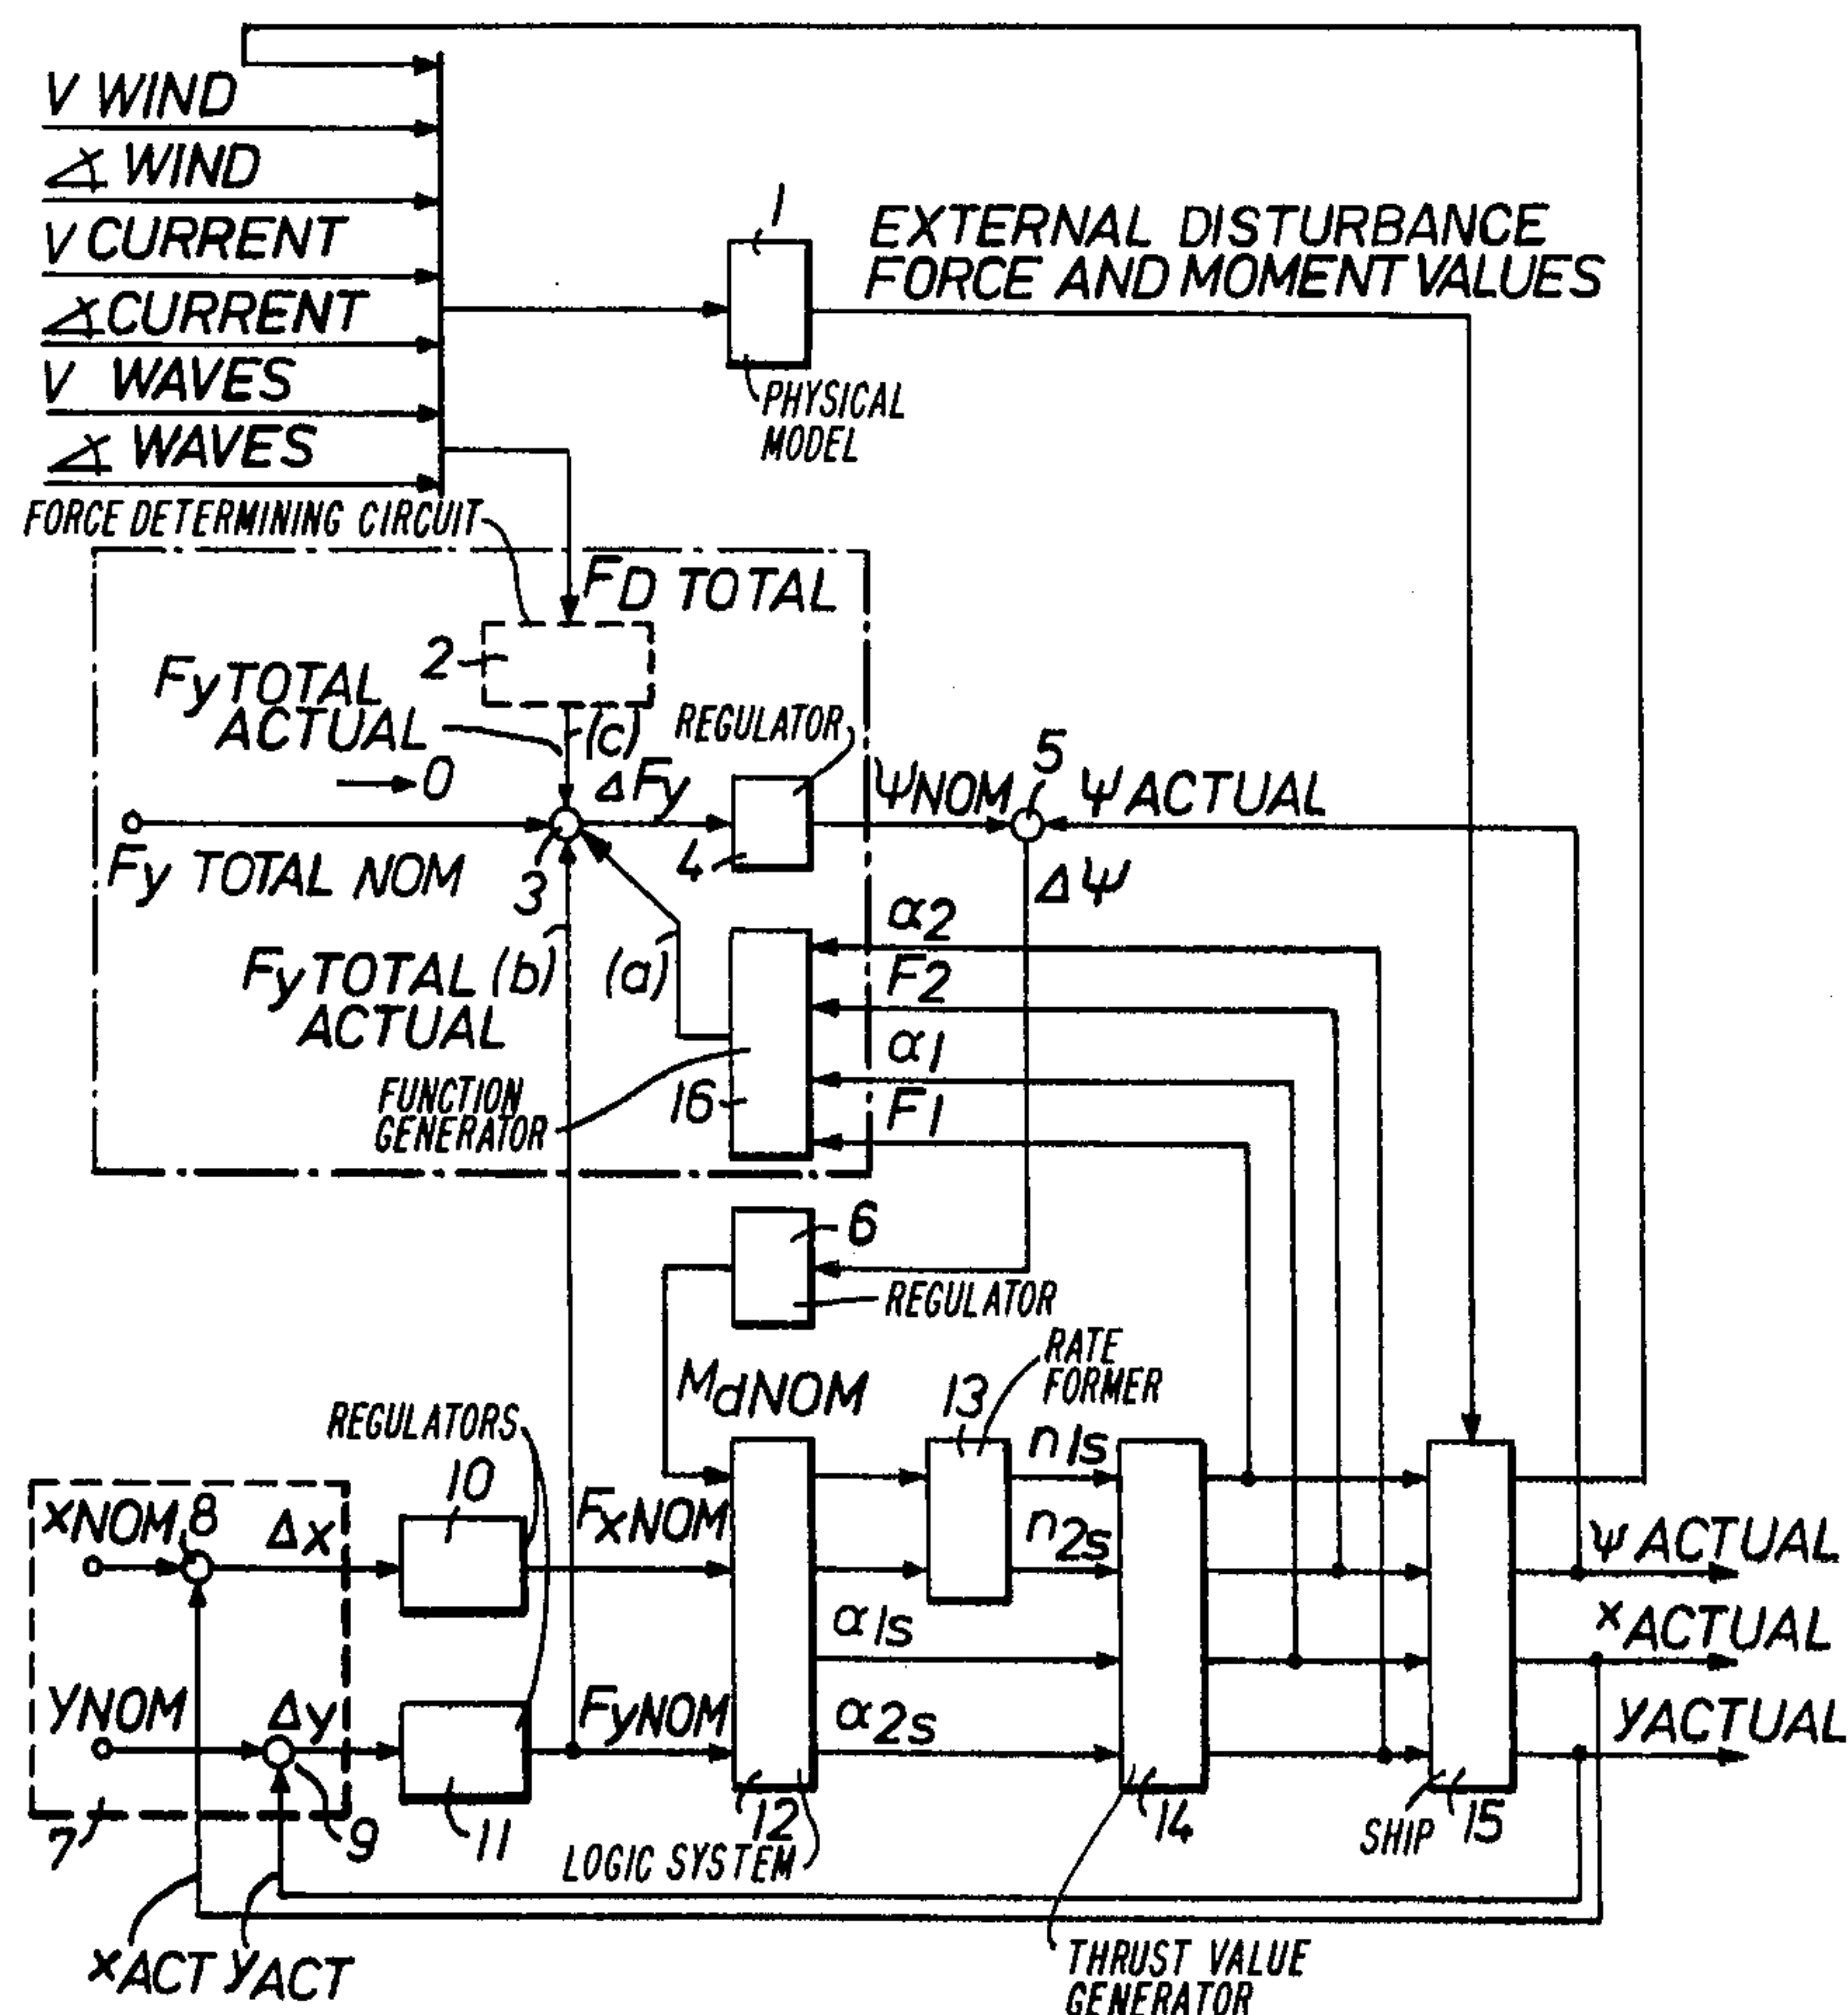 V WIND
∡ WIND
V CURRENT
∡ CURRENT
V WAVES
∡ WAVES
1
EXTERNAL DISTURBANCE
FORCE AND MOMENT VALUES
PHYSICAL
MODEL
FORCE DETERMINING CIRCUIT
FD TOTAL
2
Fy TOTAL
ACTUAL
(c)
REGULATOR
→ 0
ΔFy
ψNOM
5
ψ ACTUAL
Fy TOTAL NOM
3
4
Δψ
α2
Fy TOTAL (b)
ACTUAL
(a)
F2
α1
FUNCTION
GENERATOR
16
F1
6
REGULATOR
MdNOM
13
RATE
FORMER
REGULATORS
10
n1s
xNOM
8
Δx
FxNOM
n2s
ψ ACTUAL
α1s
xACTUAL
yNOM
Δy
FyNOM
α2s
yACTUAL
7
9
11
12
LOGIC SYSTEM
14
SHIP
15
xACT yACT
THRUST VALUE
GENERATOR